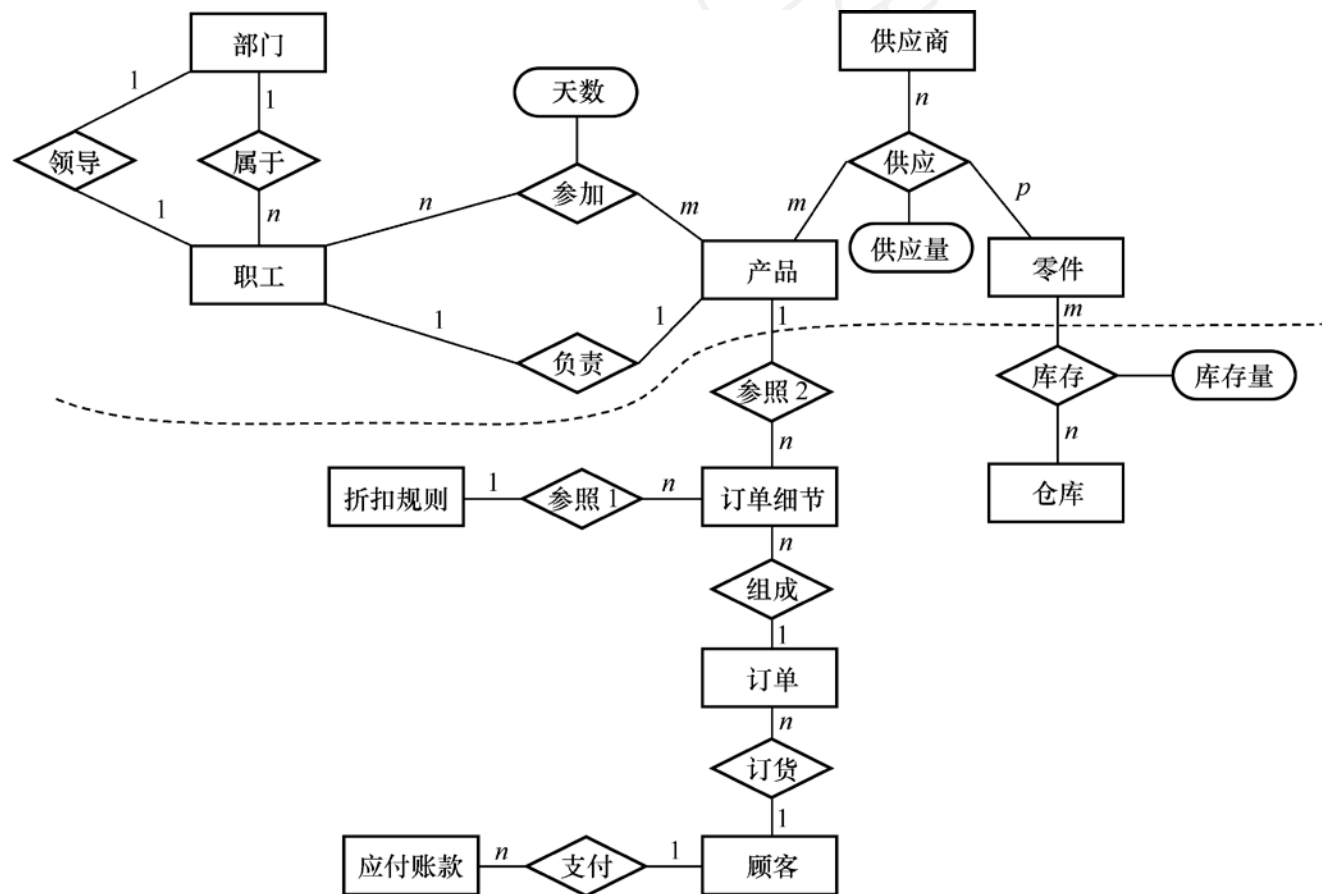 部门
供应商
1
1
n
天数
领导
属于
供应
参加
n
m
m
p
1
n
供应量
职工
产品
零件
1
1
1
m
负责
库存
库存量
参照 2
n
n
折扣规则
1
参照 1
n
订单细节
仓库
n
组成
1
订单
n
订货
1
应付账款
n
支付
1
顾客